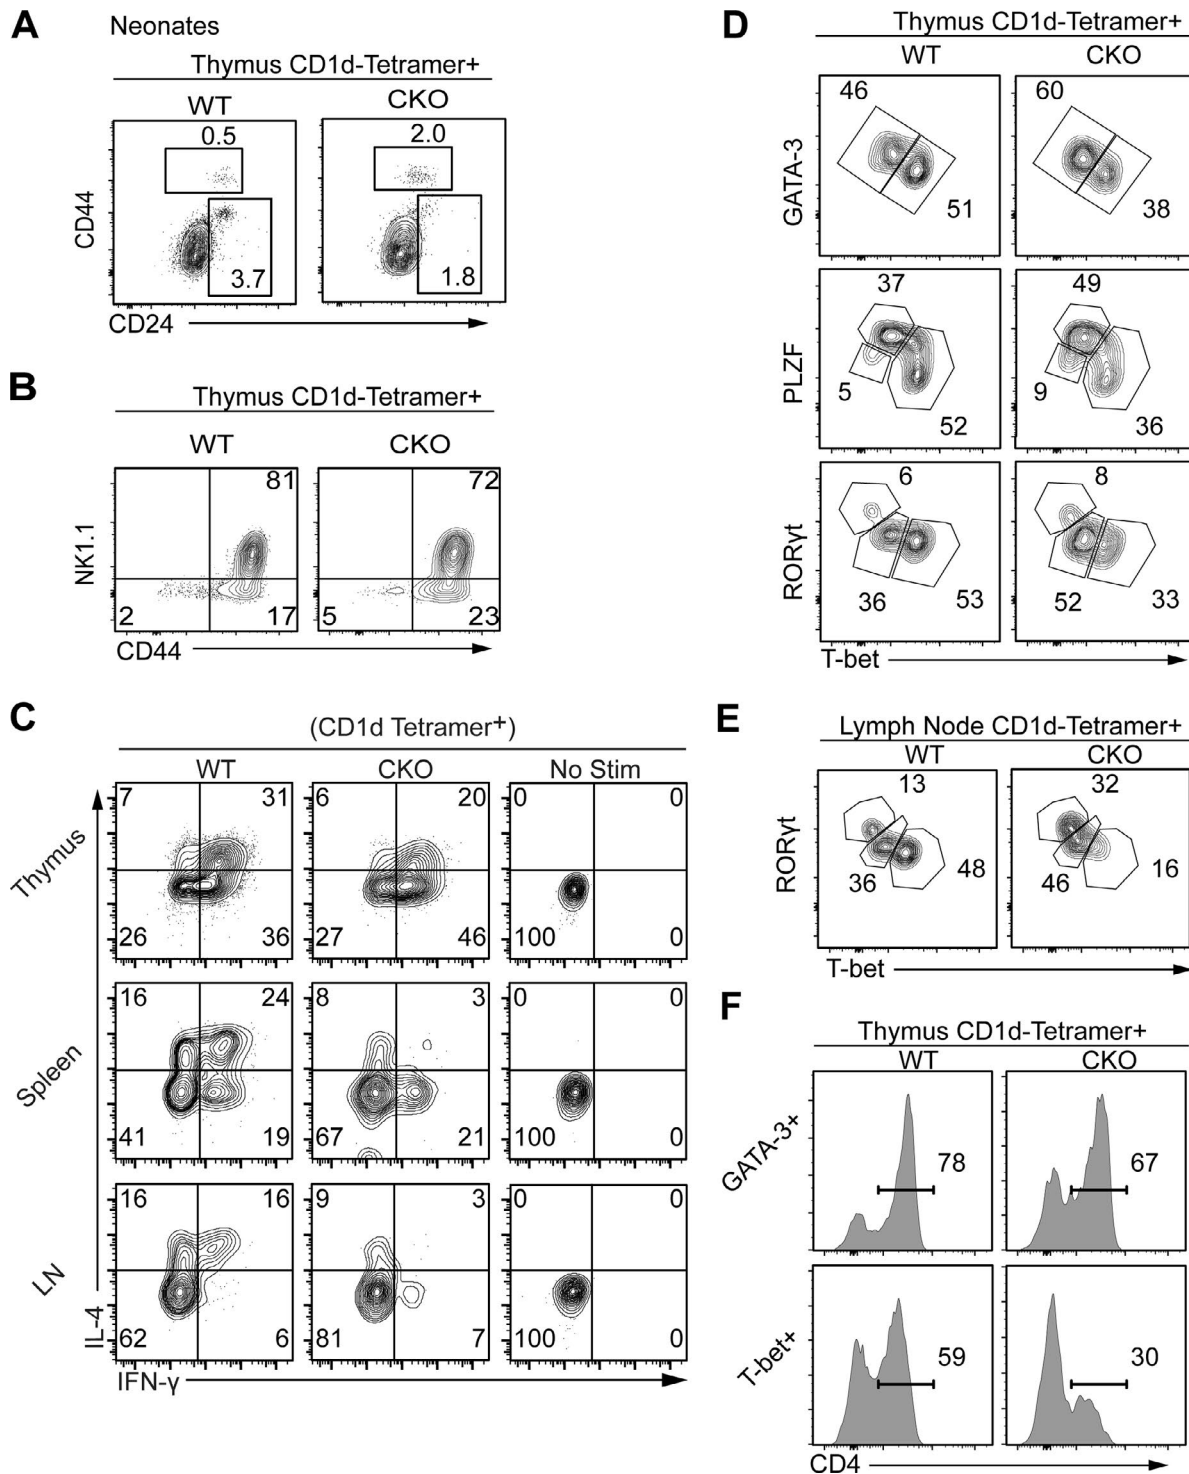 A
Neonates
Thymus CD1d-Tetramer+
WT
CKO
0.5
2.0
CD44
3.7
1.8
CD24
B
Thymus CD1d-Tetramer+
WT
CKO
81
72
NK1.1
2
17
5
23
CD44
C
(CD1d Tetramer+)
WT
CKO
No Stim
Thymus
7
31
6
20
0
0
26
36
27
46
100
0
Spleen
16
24
8
3
0
0
41
19
67
21
100
0
LN
16
16
9
3
0
0
62
6
81
7
100
0
IL-4
IFN-γ
D
Thymus CD1d-Tetramer+
WT
CKO
GATA-3
46
60
51
38
PLZF
37
49
5
9
52
36
RORγt
6
8
36
53
52
33
T-bet
E
Lymph Node CD1d-Tetramer+
WT
CKO
13
32
RORγt
36
48
46
16
T-bet
F
Thymus CD1d-Tetramer+
WT
CKO
GATA-3+
78
67
T-bet+
59
30
CD4